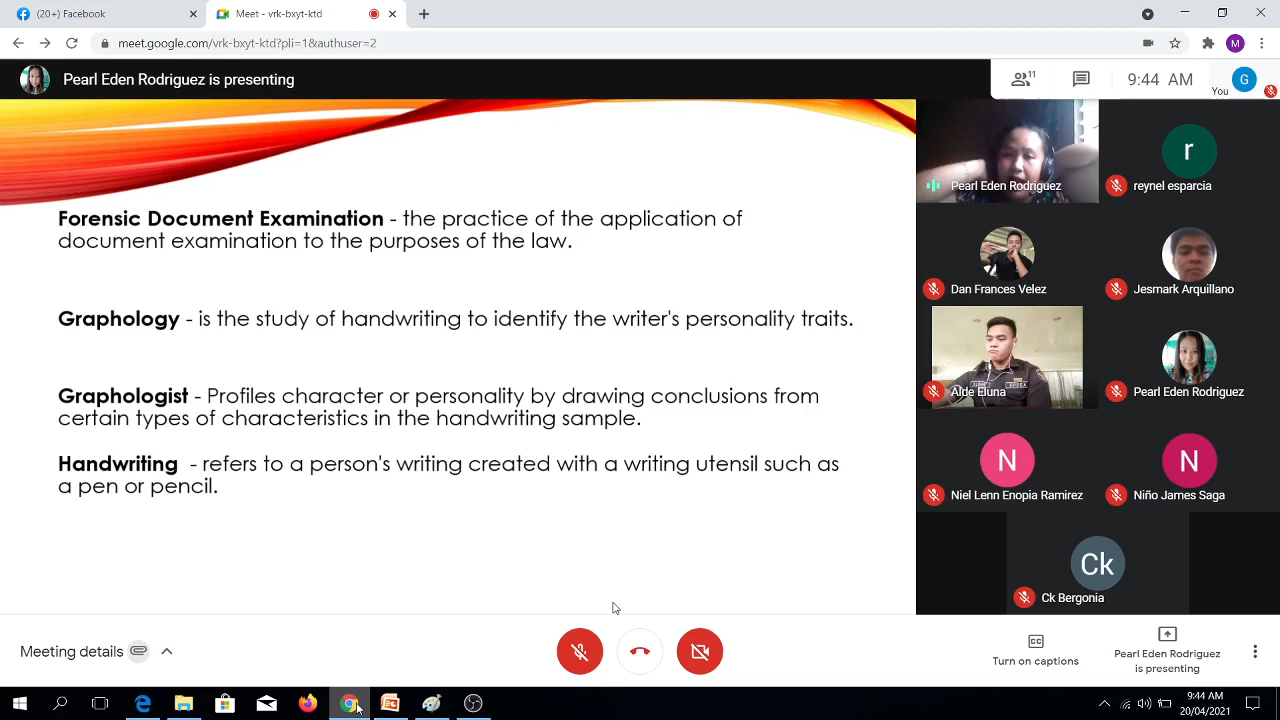 (20+) Facebook
Meet - vrk-bxyt-ktd
meet.google.com/vrk-bxyt-ktd?pli=1&authuser=2
M
Pearl Eden Rodriguez is presenting
11
9:44 AM
You
G
Forensic Document Examination - the practice of the application of
document examination to the purposes of the law.
Graphology - is the study of handwriting to identify the writer's personality traits.
Graphologist - Profiles character or personality by drawing conclusions from
certain types of characteristics in the handwriting sample.
Handwriting - refers to a person's writing created with a writing utensil such as
a pen or pencil.
Pearl Eden Rodriguez
r
reynel esparcia
Dan Frances Velez
Jesmark Arquillano
Alde Eluna
Pearl Eden Rodriguez
N
Niel Lenn Enopia Ramirez
N
Niño James Saga
Ck
Ck Bergonia
Meeting details
CC
Turn on captions
Pearl Eden Rodriguez
is presenting
9:44 AM
20/04/2021